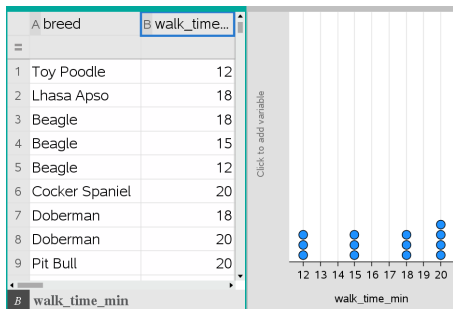 A breed B walk_time...
=
1 Toy Poodle 12
2 Lhasa Apso 18
3 Beagle 18
4 Beagle 15
5 Beagle 12
6 Cocker Spaniel 20
7 Doberman 18
8 Doberman 20
9 Pit Bull 20
B walk_time_min
Click to add variable
12 13 14 15 16 17 18 19 20
walk_time_min